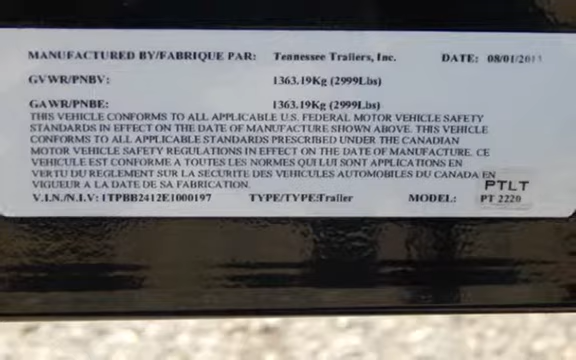 MANUFACTURED BY/FABRIQUE PAR: Tennessee Trailers, Inc. DATE: 08/01/2013
GVWR/PNBV: 1363.19Kg (2999Lbs)
GAWR/PNBE: 1363.19Kg (2999Lbs)
THIS VEHICLE CONFORMS TO ALL APPLICABLE U.S. FEDERAL MOTOR VEHICLE SAFETY
STANDARDS IN EFFECT ON THE DATE OF MANUFACTURE SHOWN ABOVE. THIS VEHICLE
CONFORMS TO ALL APPLICABLE STANDARDS PRESCRIBED UNDER THE CANADIAN
MOTOR VEHICLE SAFETY REGULATIONS IN EFFECT ON THE DATE OF MANUFACTURE. CE
VEHICULE EST CONFORME A TOUTES LES NORMES QUI LUI SONT APPLICATIONS EN
VERTU DU REGLEMENT SUR LA SECURITE DES VEHICULES AUTOMOBILES DU CANADA EN
VIGUEUR A LA DATE DE SA FABRICATION. PTLT
V.I.N./N.I.V: 1TPBB2412E1000197 TYPE/TYPE:Trailer MODEL: PT 2220